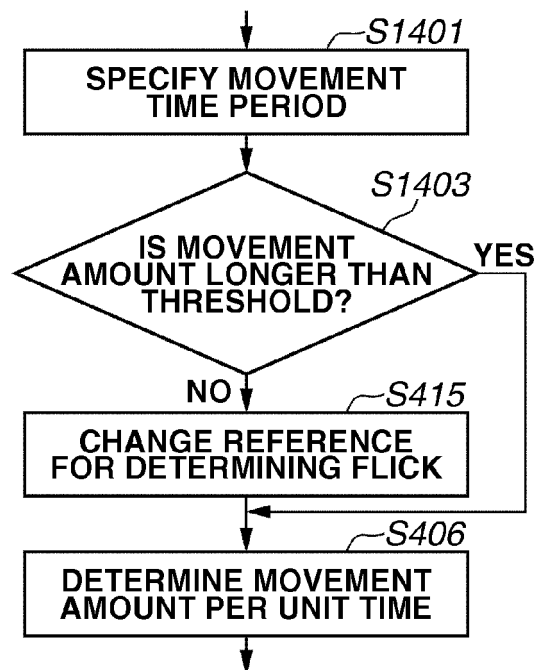 S1401
SPECIFY MOVEMENT
TIME PERIOD
S1403
IS MOVEMENT
AMOUNT LONGER THAN
THRESHOLD?
YES
NO
S415
CHANGE REFERENCE
FOR DETERMINING FLICK
S406
DETERMINE MOVEMENT
AMOUNT PER UNIT TIME